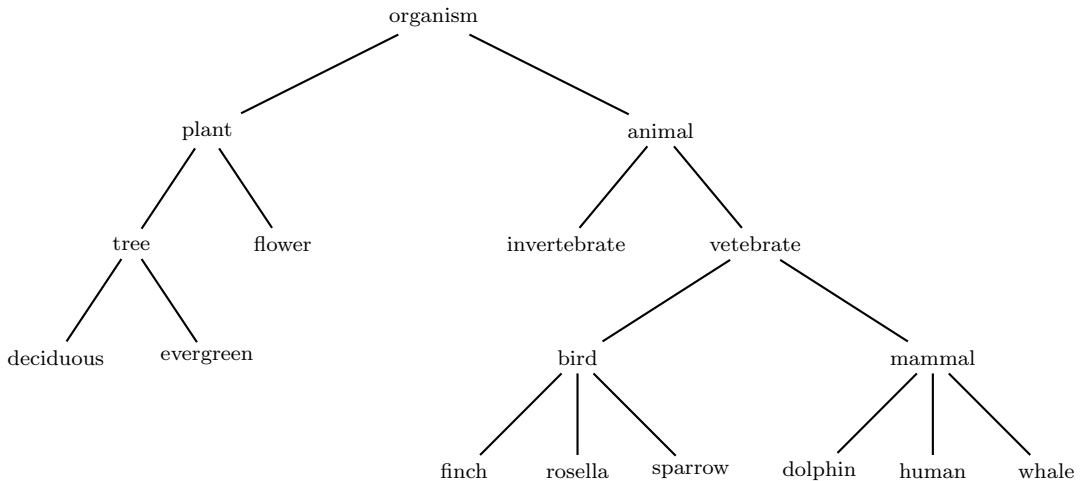 organism
plant
animal
tree
flower
invertebrate
vetebrate
deciduous
evergreen
bird
mammal
finch
rosella
sparrow
dolphin
human
whale